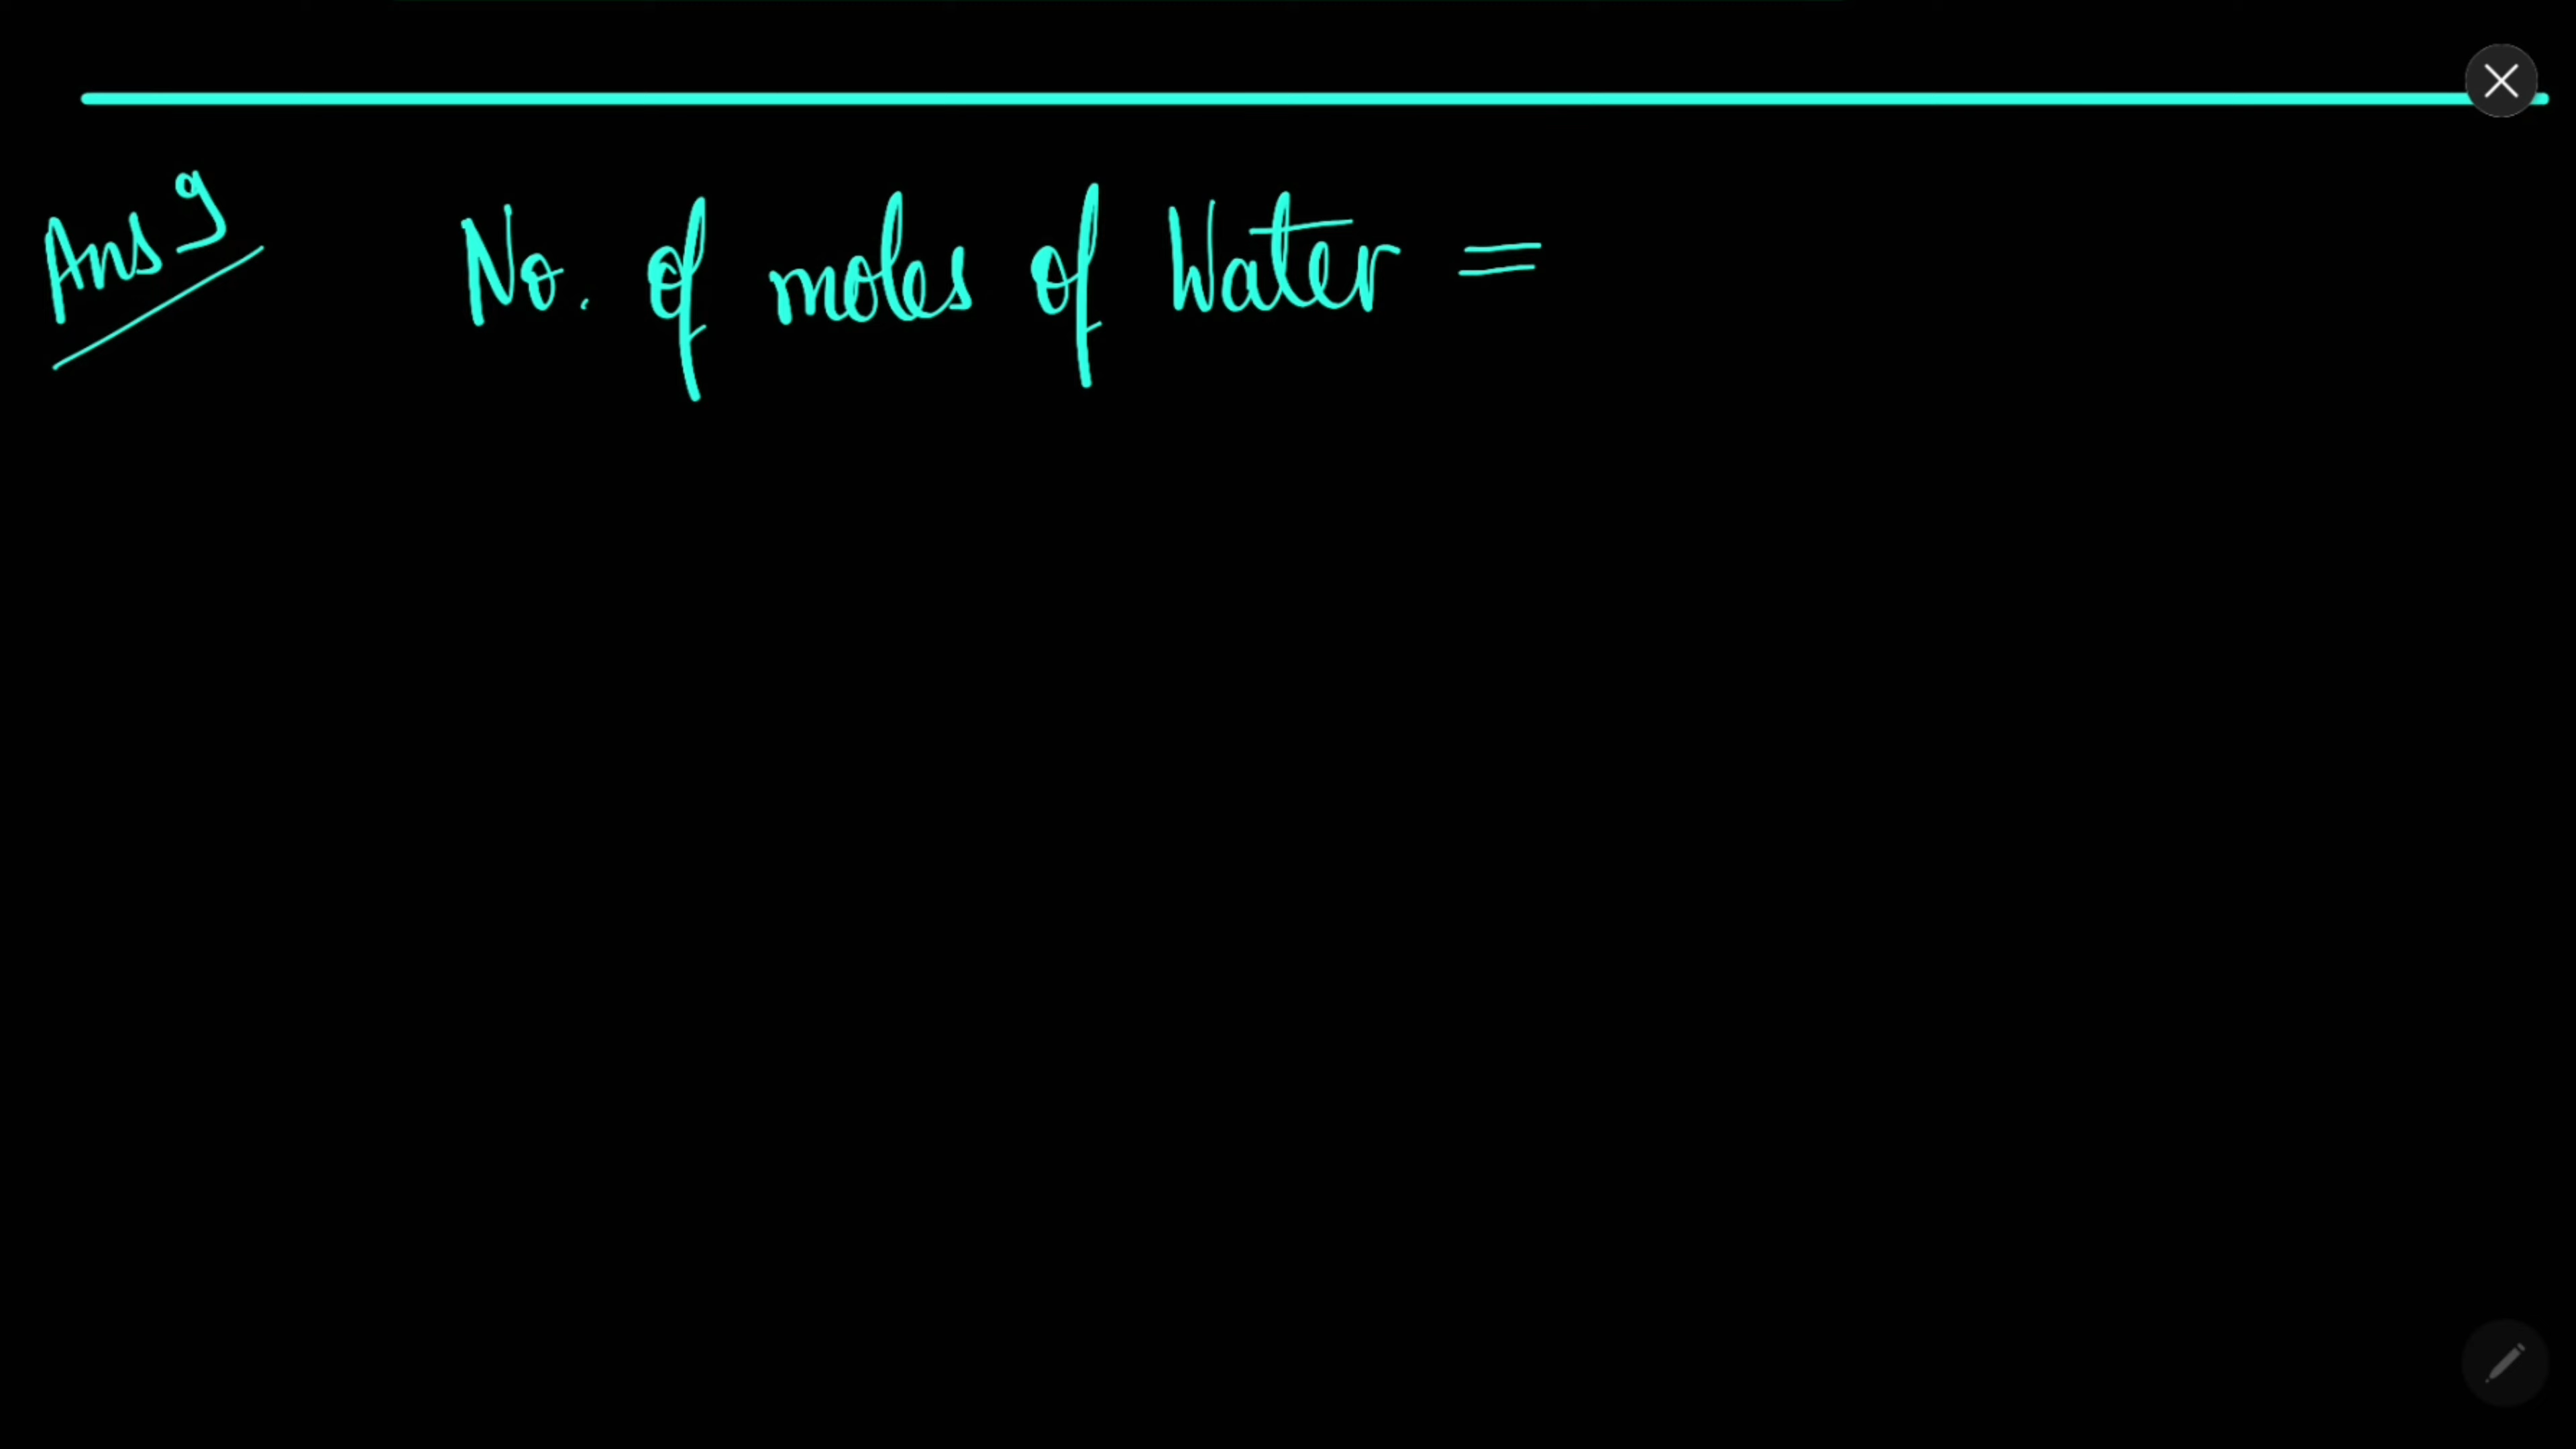 Ans 9 No. of moles of Water =